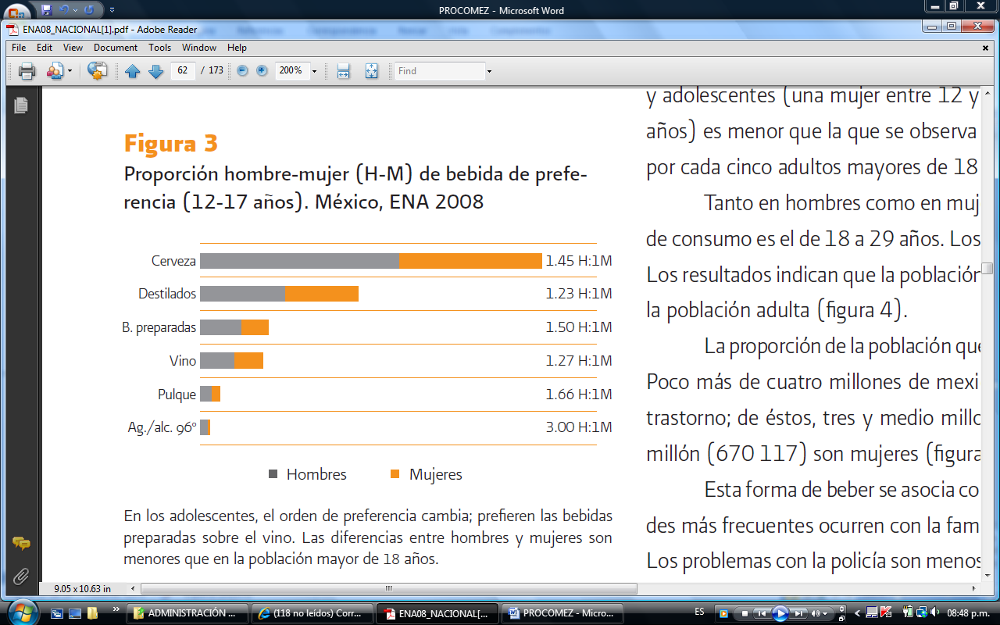 PROCOMEZ - Microsoft Word
ENA08_NACIONAL[1].pdf - Adobe Reader
File Edit View Document Tools Window Help
62 / 173 200% Find
Figura 3
Proporción hombre-mujer (H-M) de bebida de prefe-
rencia (12-17 años). México, ENA 2008
Cerveza 1.45 H:1M
Destilados 1.23 H:1M
B. preparadas 1.50 H:1M
Vino 1.27 H:1M
Pulque 1.66 H:1M
Ag./alc. 96º 3.00 H:1M
Hombres Mujeres
En los adolescentes, el orden de preferencia cambia; prefieren las bebidas
preparadas sobre el vino. Las diferencias entre hombres y mujeres son
menores que en la población mayor de 18 años.
y adolescentes (una mujer entre 12 y
años) es menor que la que se observa
por cada cinco adultos mayores de 18
Tanto en hombres como en muj
de consumo es el de 18 a 29 años. Los
Los resultados indican que la población
la población adulta (figura 4).
La proporción de la población que
Poco más de cuatro millones de mexi
trastorno; de éstos, tres y medio millo
millón (670 117) son mujeres (figura
Esta forma de beber se asocia co
des más frecuentes ocurren con la fam
Los problemas con la policía son menos
9.05 x 10.63 in
ADMINISTRACIÓN ... (118 no leídos) Corr... ENA08_NACIONAL[... PROCOMEZ - Micro... ES 08:48 p.m.